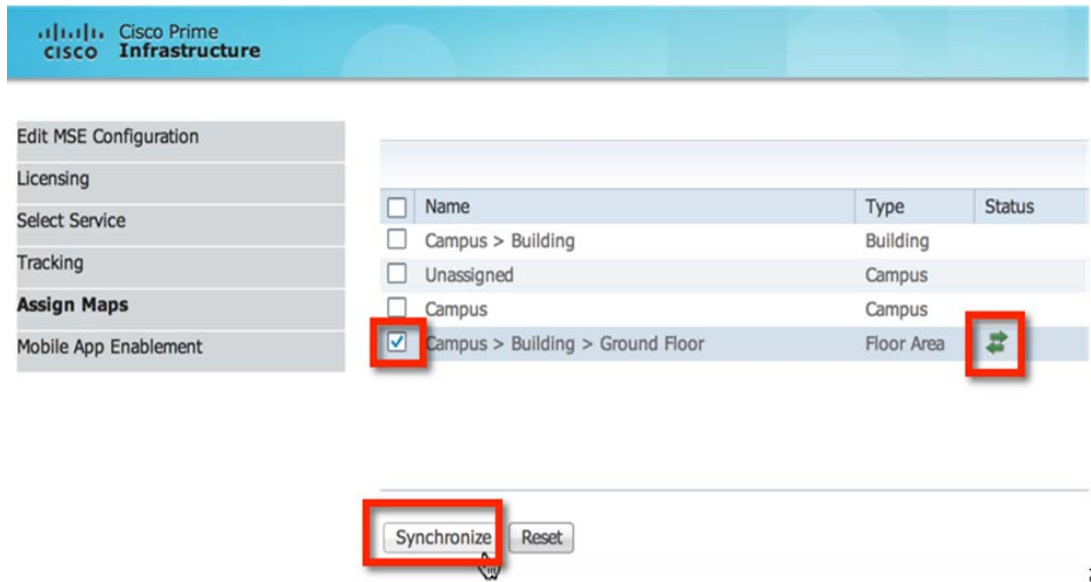 cisco Cisco Prime
Infrastructure
Edit MSE Configuration
Licensing
Select Service
Tracking
Assign Maps
Mobile App Enablement
Name Type Status
Campus > Building Building
Unassigned Campus
Campus Campus
Campus > Building > Ground Floor Floor Area
Synchronize Reset